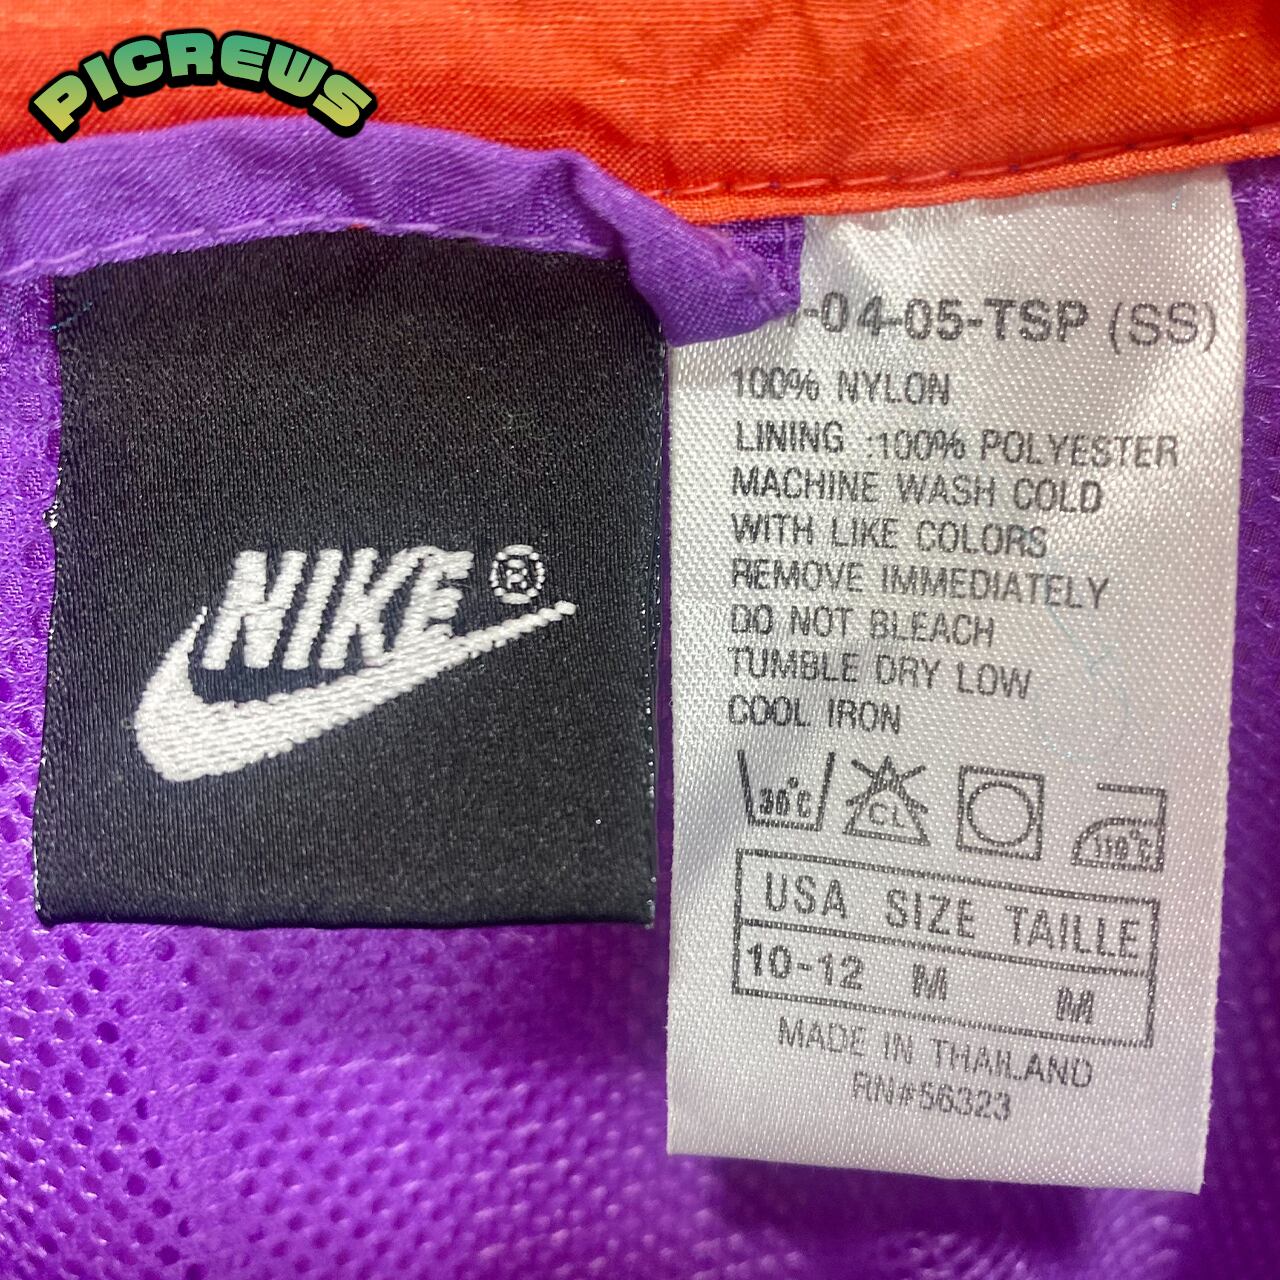 PICREWS
NIKE®
-04-05-TSP (SS)
100% NYLON
LINING :100% POLYESTER
MACHINE WASH COLD
WITH LIKE COLORS
REMOVE IMMEDIATELY
DO NOT BLEACH
TUMBLE DRY LOW
COOL IRON
30°C CL 110°C
USA SIZE TAILLE
10-12 M M
MADE IN THAILAND
RN#56323